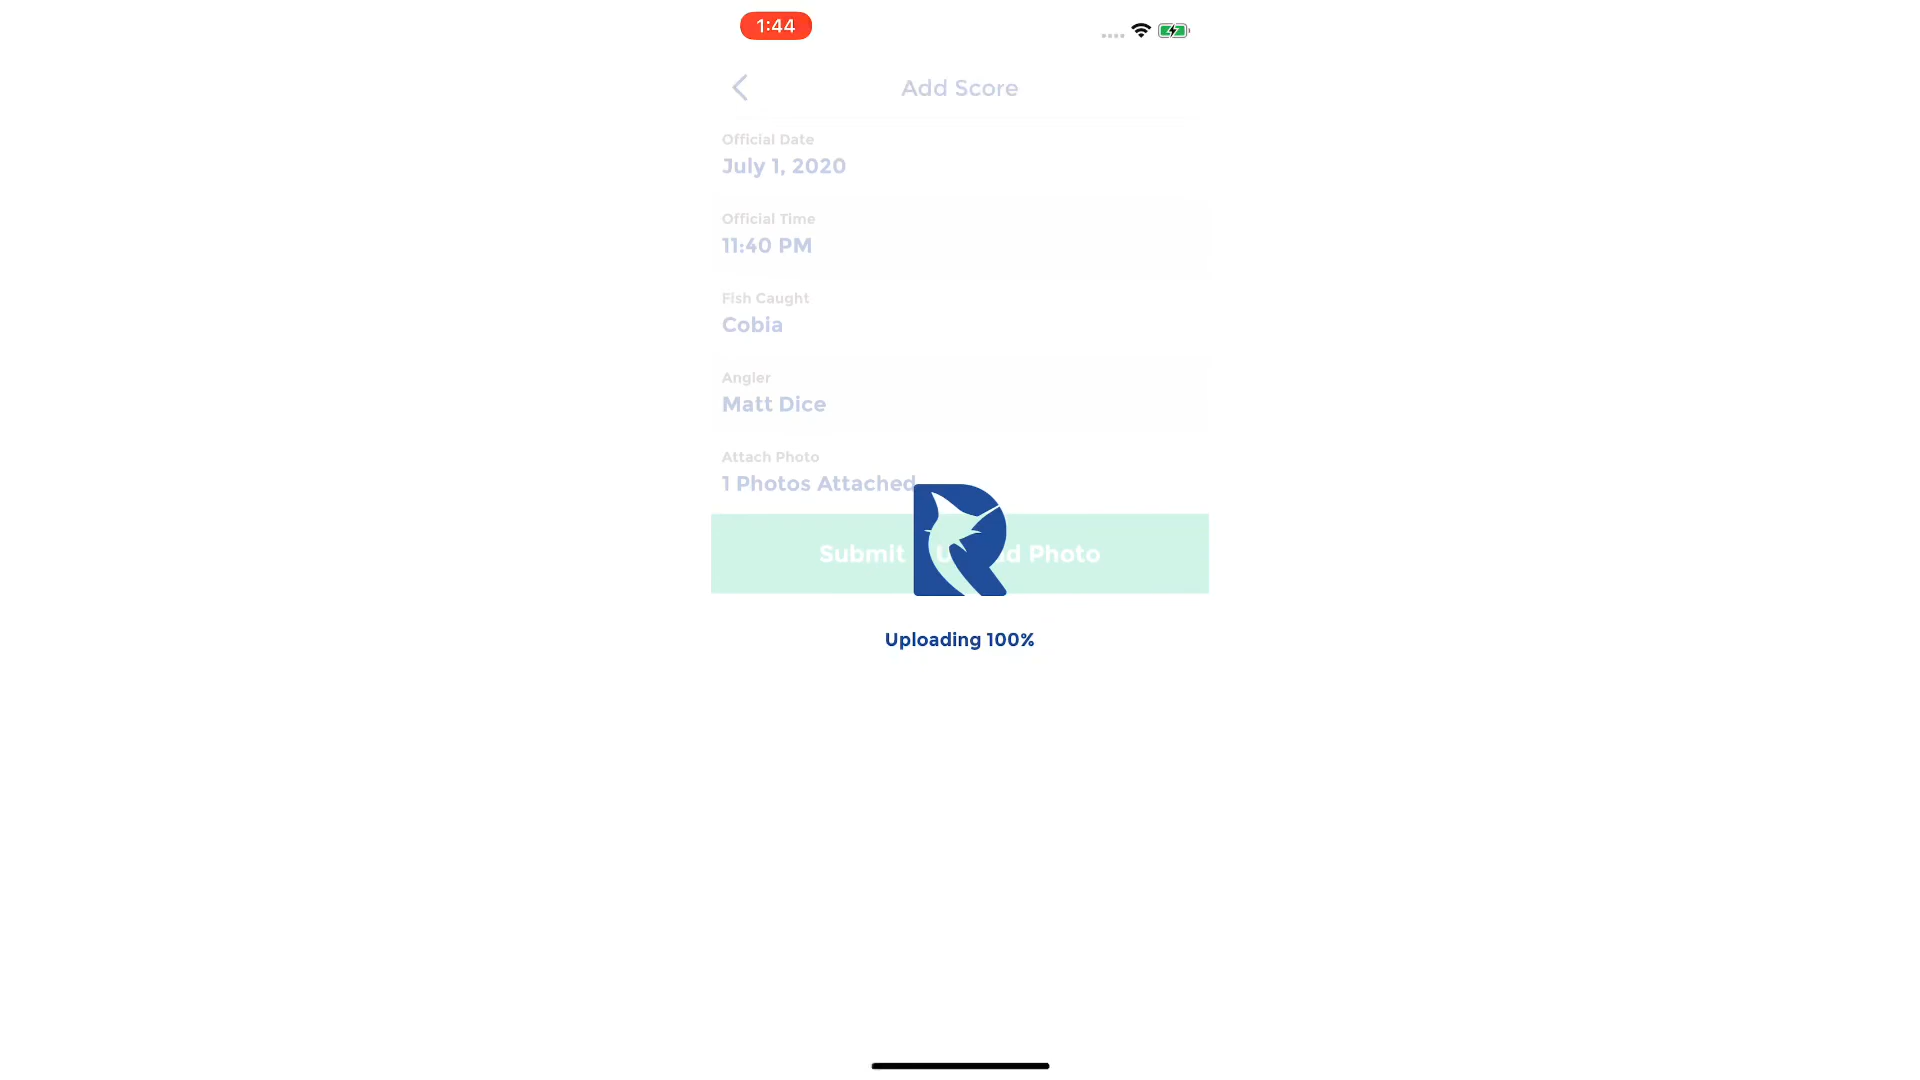 1:44
Add Score
Official Date
July 1, 2020
Official Time
11:40 PM
Fish Caught
Cobia
Angler
Matt Dice
Attach Photo
1 Photos Attached
Submit Photo
Uploading 100%